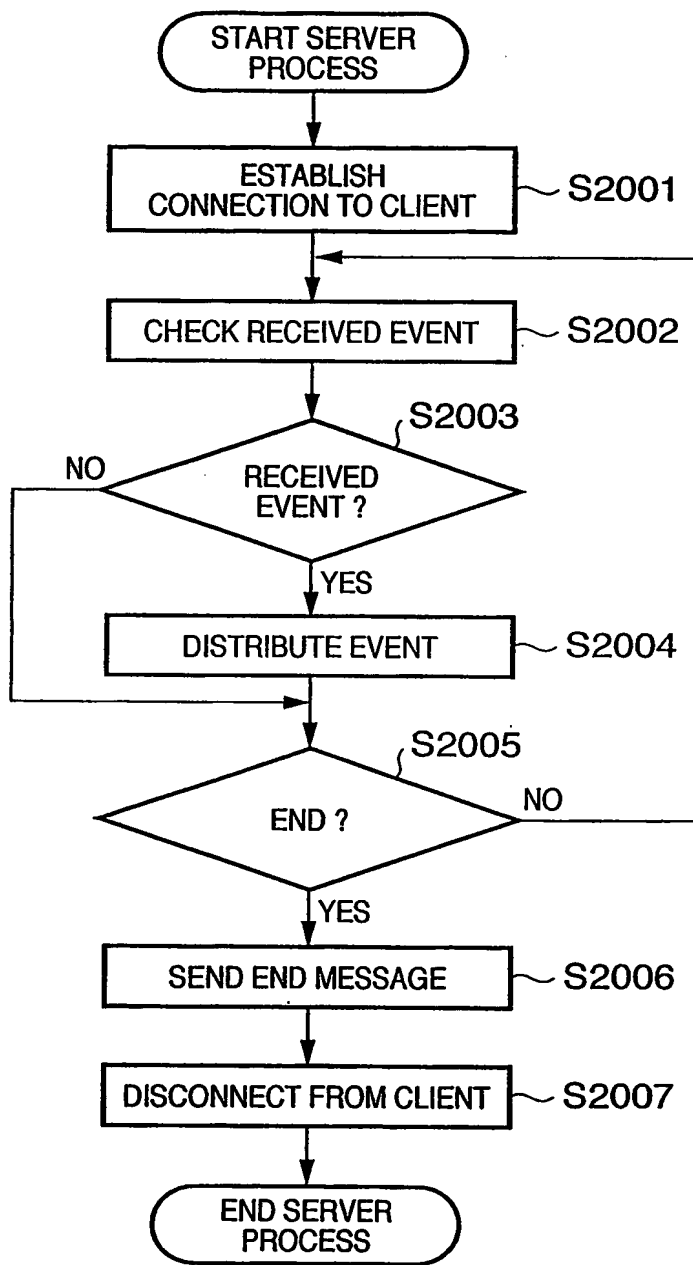 START SERVER
PROCESS
ESTABLISH
CONNECTION TO CLIENT
S2001
CHECK RECEIVED EVENT
S2002
S2003
NO
RECEIVED
EVENT ?
YES
DISTRIBUTE EVENT
S2004
S2005
END ?
NO
YES
SEND END MESSAGE
S2006
DISCONNECT FROM CLIENT
S2007
END SERVER
PROCESS